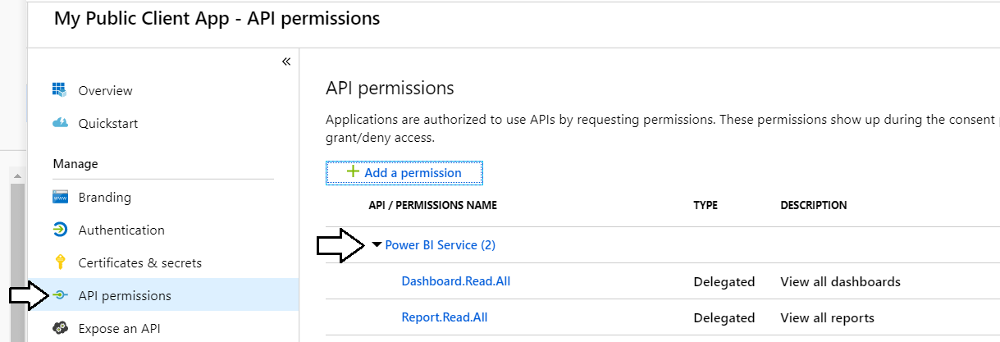 My Public Client App - API permissions
«
Overview
Quickstart
Manage
www Branding
Authentication
Certificates & secrets
API permissions
Expose an API
API permissions
Applications are authorized to use APIs by requesting permissions. These permissions show up during the consent
grant/deny access.
+ Add a permission
API / PERMISSIONS NAME TYPE DESCRIPTION
Power BI Service (2)
Dashboard.Read.All Delegated View all dashboards
Report.Read.All Delegated View all reports